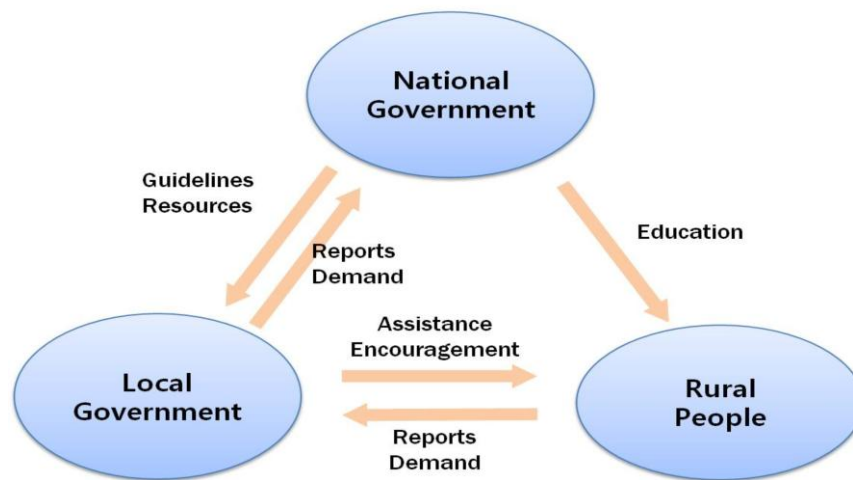 National
Government
Guidelines
Resources
Reports
Demand
Education
Assistance
Encouragement
Local
Government
Rural
People
Reports
Demand